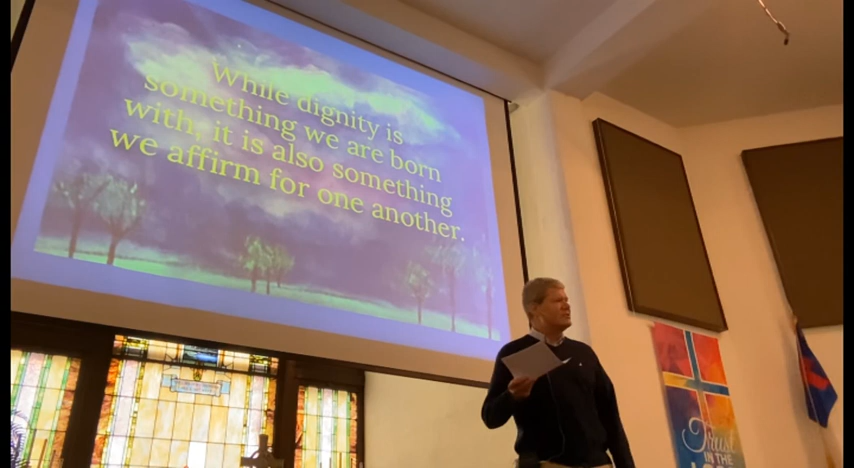 While dignity is
something we are born
with, it is also something
we affirm for one another.
Trust
IN THE